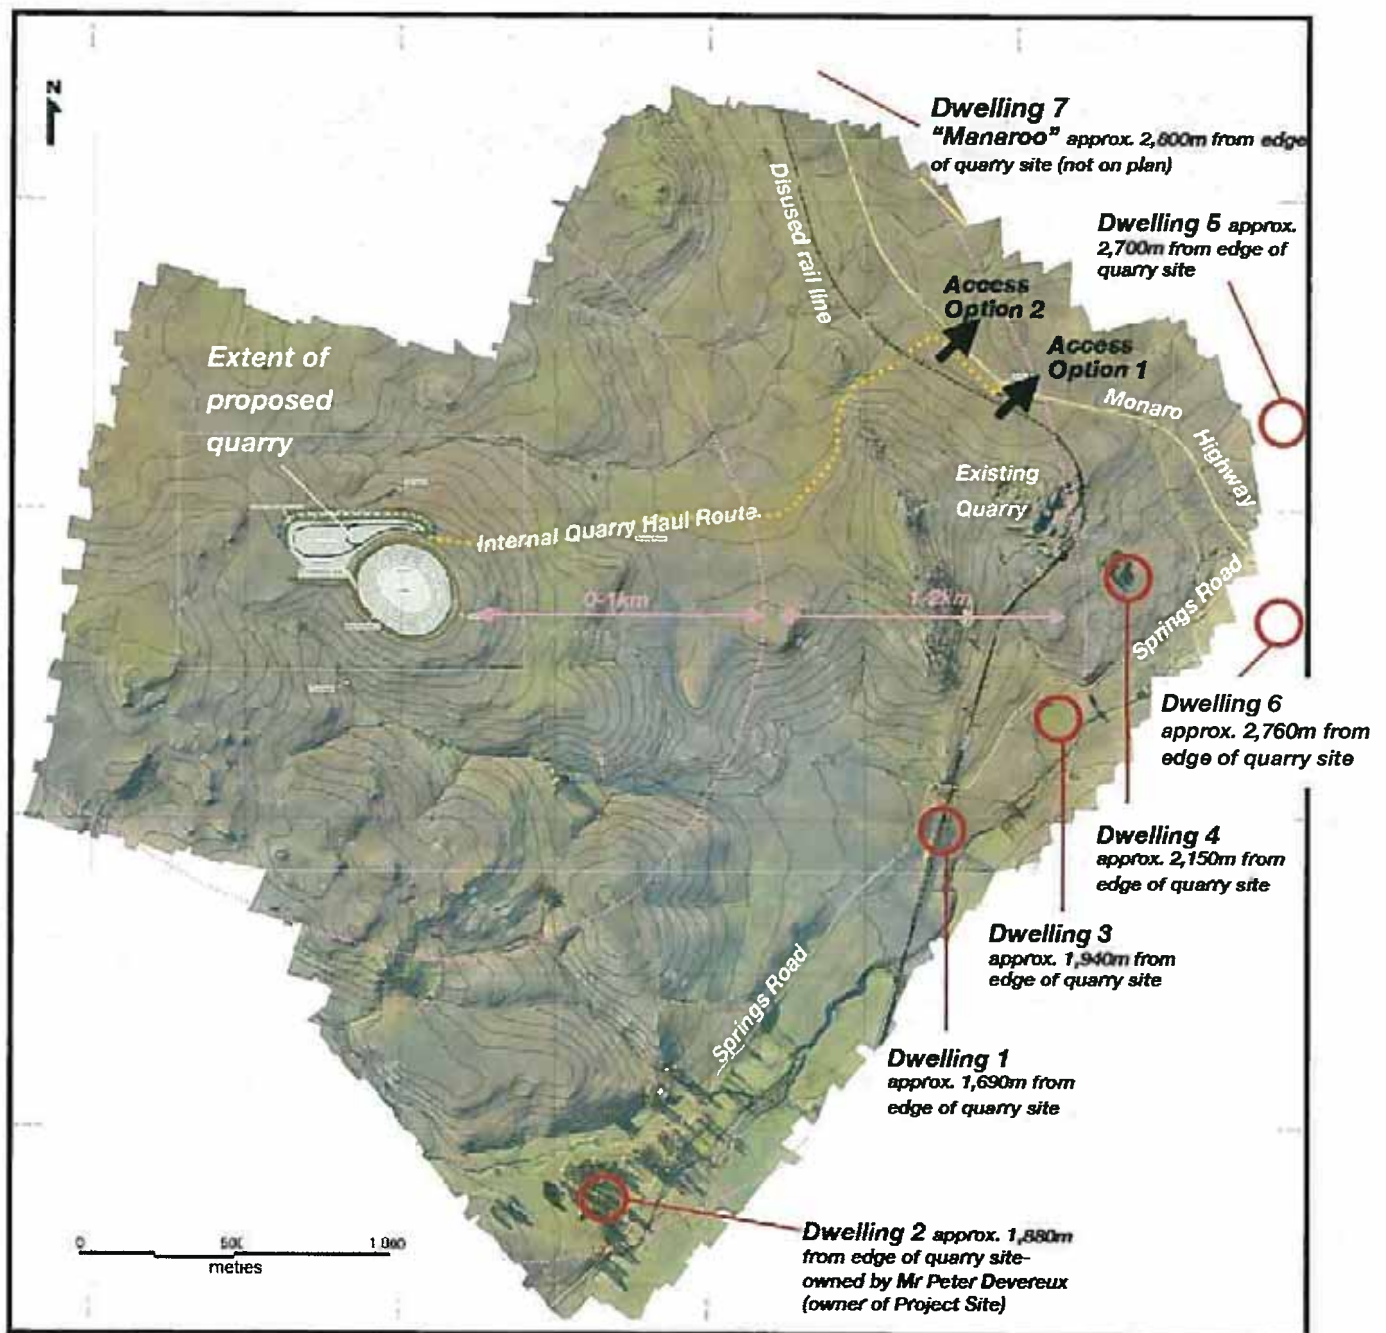 N
Dwelling 7
"Manaroo" approx. 2,800m from edge
of quarry site (not on plan)
Dwelling 5 approx.
2,700m from edge of
quarry site
Disused rail line
Access
Option 2
Access
Option 1
Monaro
Highway
Extent of
proposed
quarry
Existing
Quarry
Internal Quarry Haul Route
0-1km
1-2km
Springs Road
Dwelling 6
approx. 2,760m from
edge of quarry site
Dwelling 4
approx. 2,150m from
edge of quarry site
Dwelling 3
approx. 1,940m from
edge of quarry site
Springs Road
Dwelling 1
approx. 1,690m from
edge of quarry site
Dwelling 2 approx. 1,880m
from edge of quarry site-
owned by Mr Peter Devereux
(owner of Project Site)
0 500 1 000
metres